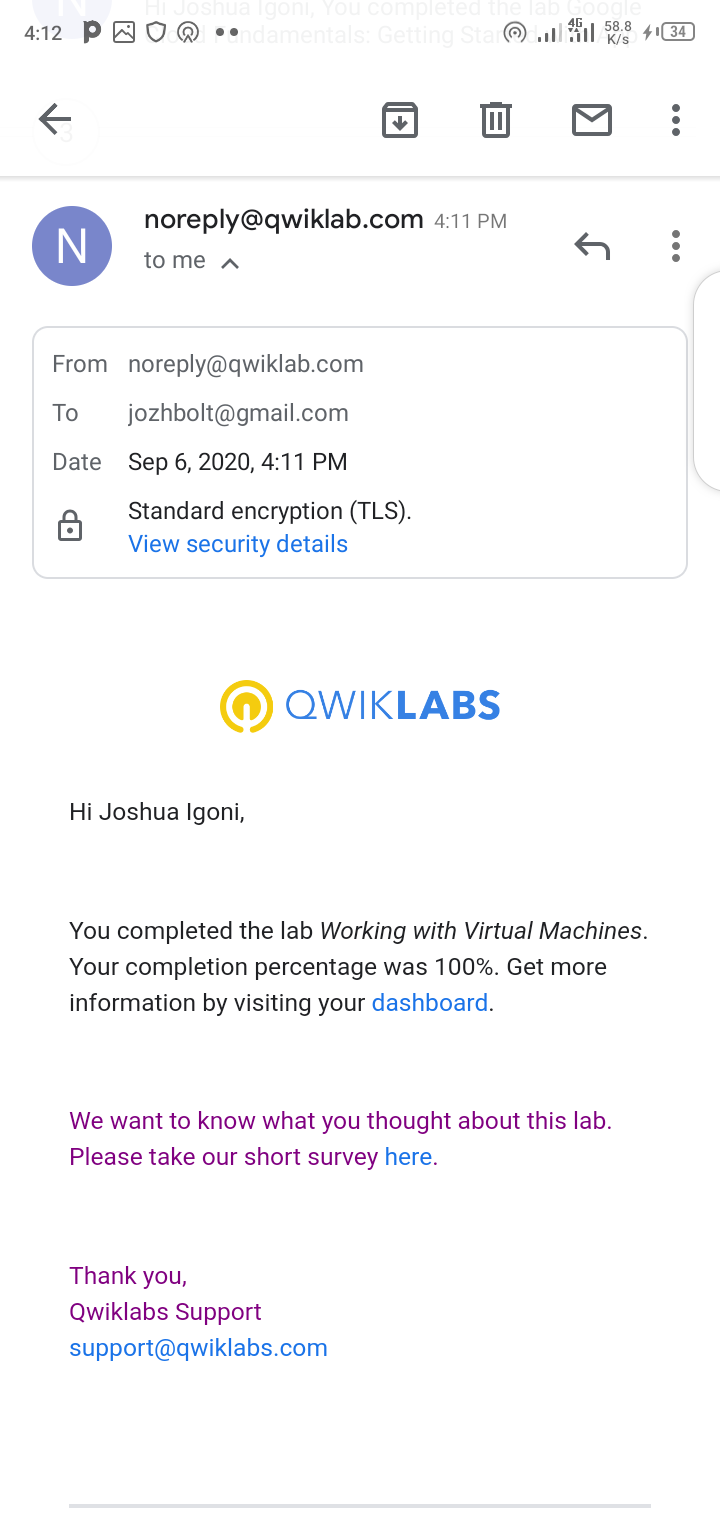 Hi Joshua Igoni, You completed the lab Google
Fundamentals: Getting
4:12
4G
58.8
K/s
34
3
N
noreply@qwiklab.com 4:11 PM
to me
From noreply@qwiklab.com
To jozhbolt@gmail.com
Date Sep 6, 2020, 4:11 PM
Standard encryption (TLS).
View security details
QWIKLABS
Hi Joshua Igoni,
You completed the lab Working with Virtual Machines.
Your completion percentage was 100%. Get more
information by visiting your dashboard.
We want to know what you thought about this lab.
Please take our short survey here.
Thank you,
Qwiklabs Support
support@qwiklabs.com